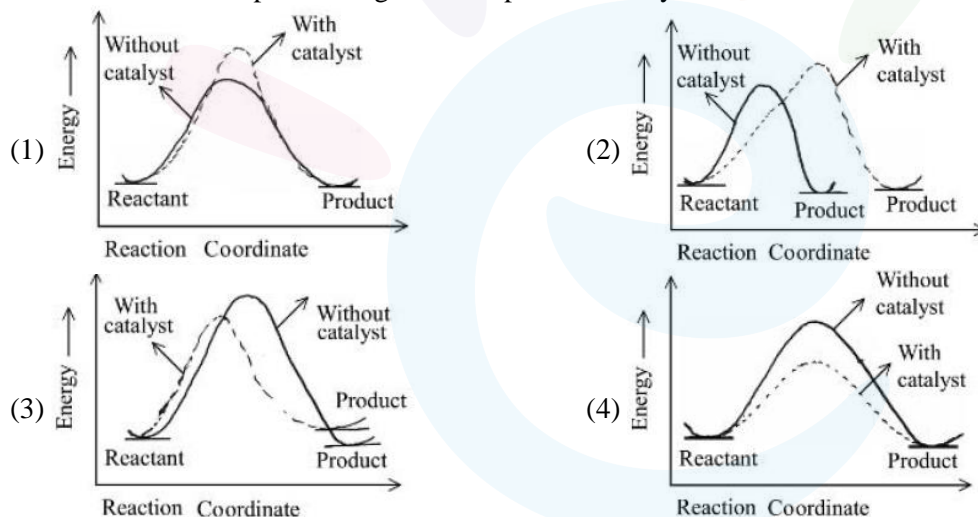 (1)
Energy
Without
catalyst
With
catalyst
Reactant
Product
Reaction Coordinate
(2)
Energy
Without
catalyst
With
catalyst
Reactant
Product
Product
Reaction Coordinate
(3)
Energy
With
catalyst
Without
catalyst
Product
Reactant
Product
Reaction Coordinate
(4)
Energy
Without
catalyst
With
catalyst
Reactant
Product
Reaction Coordinate